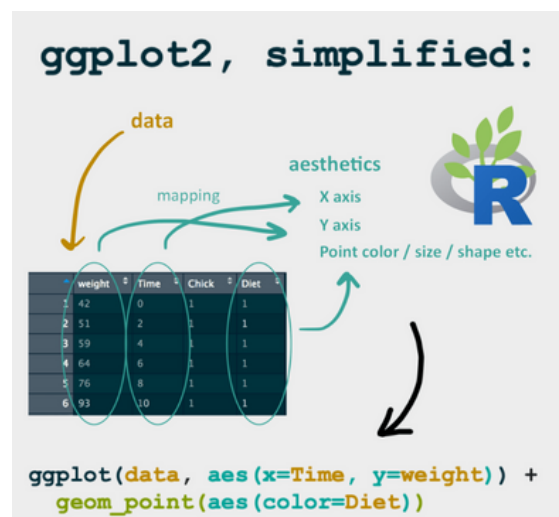 ggplot2, simplified:
data
aesthetics
mapping
X axis
Y axis
Point color / size / shape etc.
R
weight Time Chick Diet
1 42 0 1 1
2 51 2 1 1
3 59 4 1 1
4 64 6 1 1
5 76 8 1 1
6 93 10 1 1
ggplot(data, aes(x=Time, y=weight)) +
geom_point(aes(color=Diet))